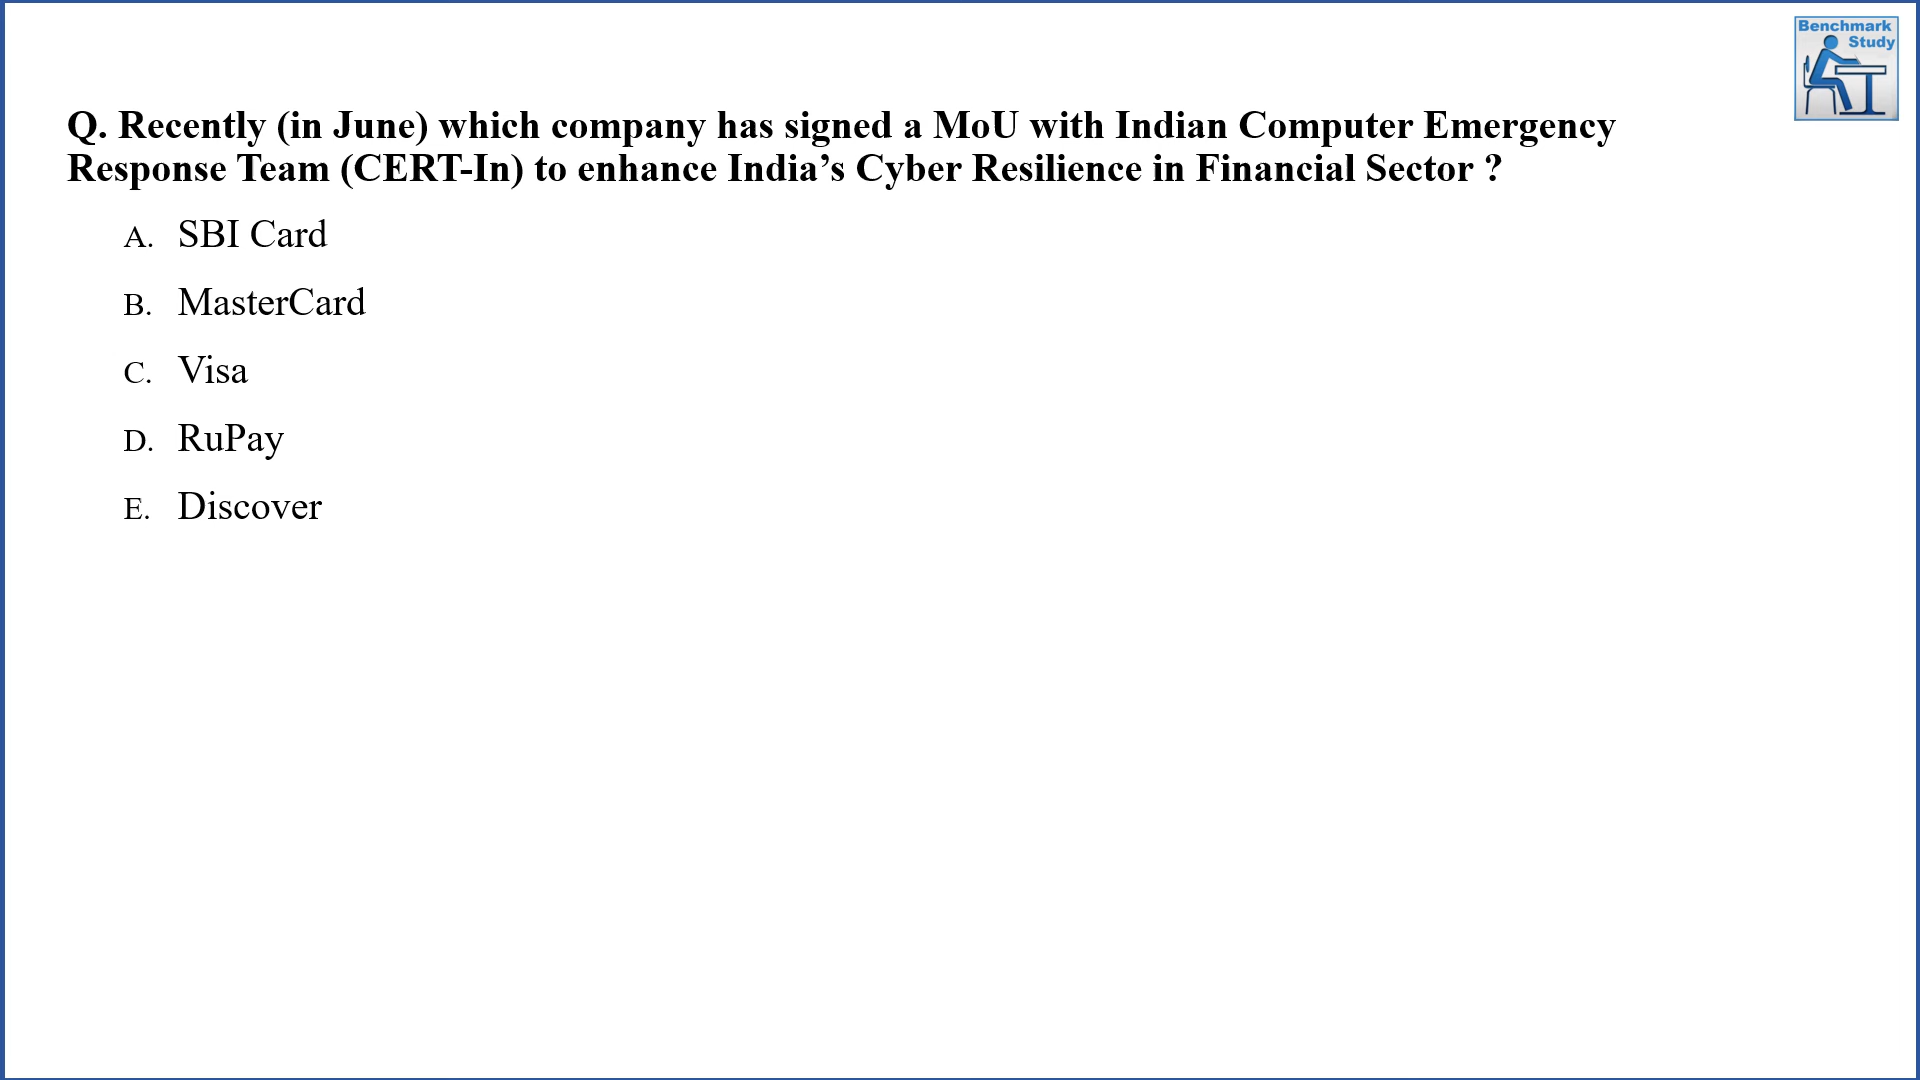 Benchmark
Study
Q. Recently (in June) which company has signed a MoU with Indian Computer Emergency
Response Team (CERT-In) to enhance India’s Cyber Resilience in Financial Sector ?
A. SBI Card
B. MasterCard
C. Visa
D. RuPay
E. Discover